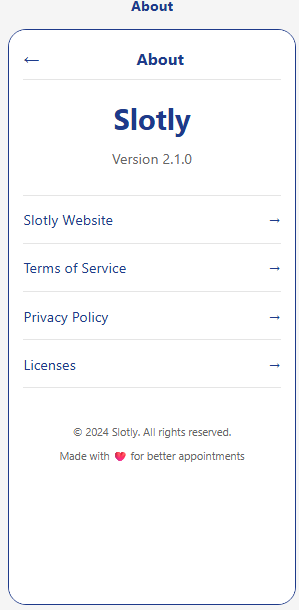 About
← About
Slotly
Version 2.1.0
Slotly Website →
Terms of Service →
Privacy Policy →
Licenses →
© 2024 Slotly. All rights reserved.
Made with ❤️ for better appointments